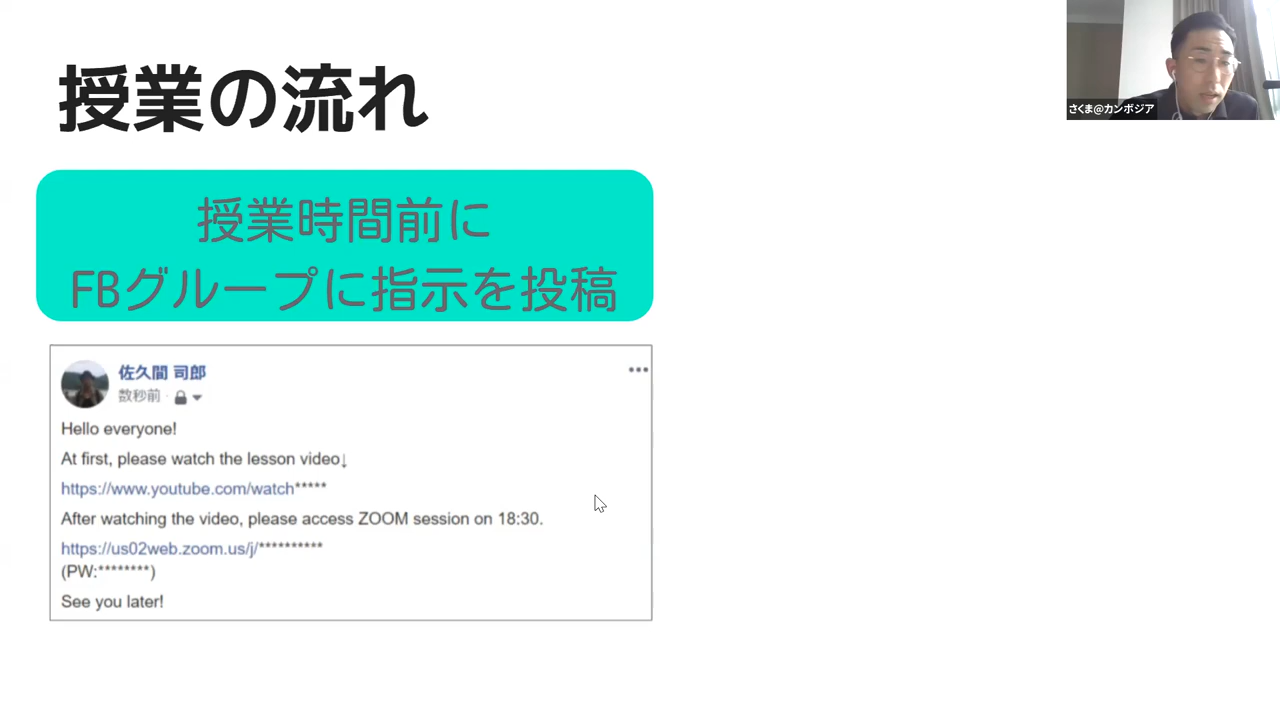 授業の流れ
さくま@カンボジア
授業時間前に
FBグループに指示を投稿
佐久間 司郎
数秒前 ·
Hello everyone!
At first, please watch the lesson video↓
https://www.youtube.com/watch*****
After watching the video, please access ZOOM session on 18:30.
https://us02web.zoom.us/j/**********
(PW:********)
See you later!